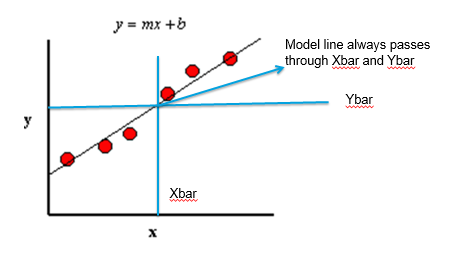 y = mx +b
Model line always passes
through Xbar and Ybar
Ybar
y
Xbar
x